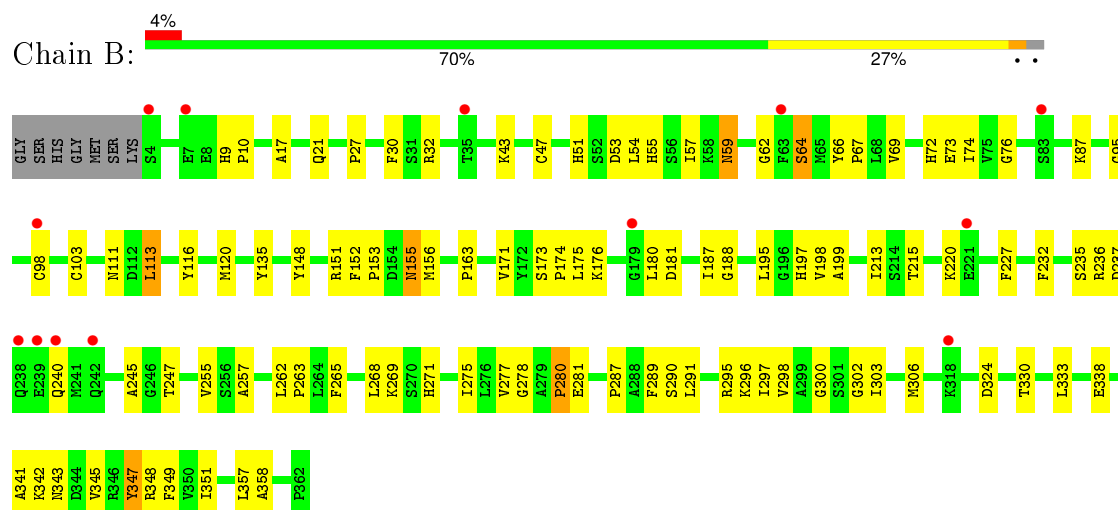 4%
Chain B:
70% 27% • •
GLY SER HIS GLY MET SER LYS S4 E7 E8 H9 P10 A17 Q21 P27 F30 S31 R32 T35 K43 C47 H51 S52 D53 L54 H55 S56 I57 K58 N59 G62 F63 S64 M65 Y66 P67 L68 V69 H72 E73 I74 V75 G76 S83 K87
C98 C103 N111 D112 L113 Y116 M120 Y135 Y148 R151 F152 P153 D154 N155 M156 P163 V171 Y172 S173 P174 L175 K176 G179 L180 D181 I187 G188 L195 G196 H197 V198 A199 I213 S214 T215 K220 E221 F227 F232 S235 R236
Q238 E239 Q240 M241 Q242 A245 G246 T247 V255 S256 A257 L262 P263 L264 F265 L268 K269 S270 H271 I275 L276 V277 G278 A279 P280 E281 P287 A288 F289 S290 L291 R295 K296 I297 V298 A299 G300 S301 G302 I303 M306 K318 D324 T330 L333 E338
A341 K342 N343 D344 V345 R346 Y347 R348 F349 V350 I351 L357 A358 P362